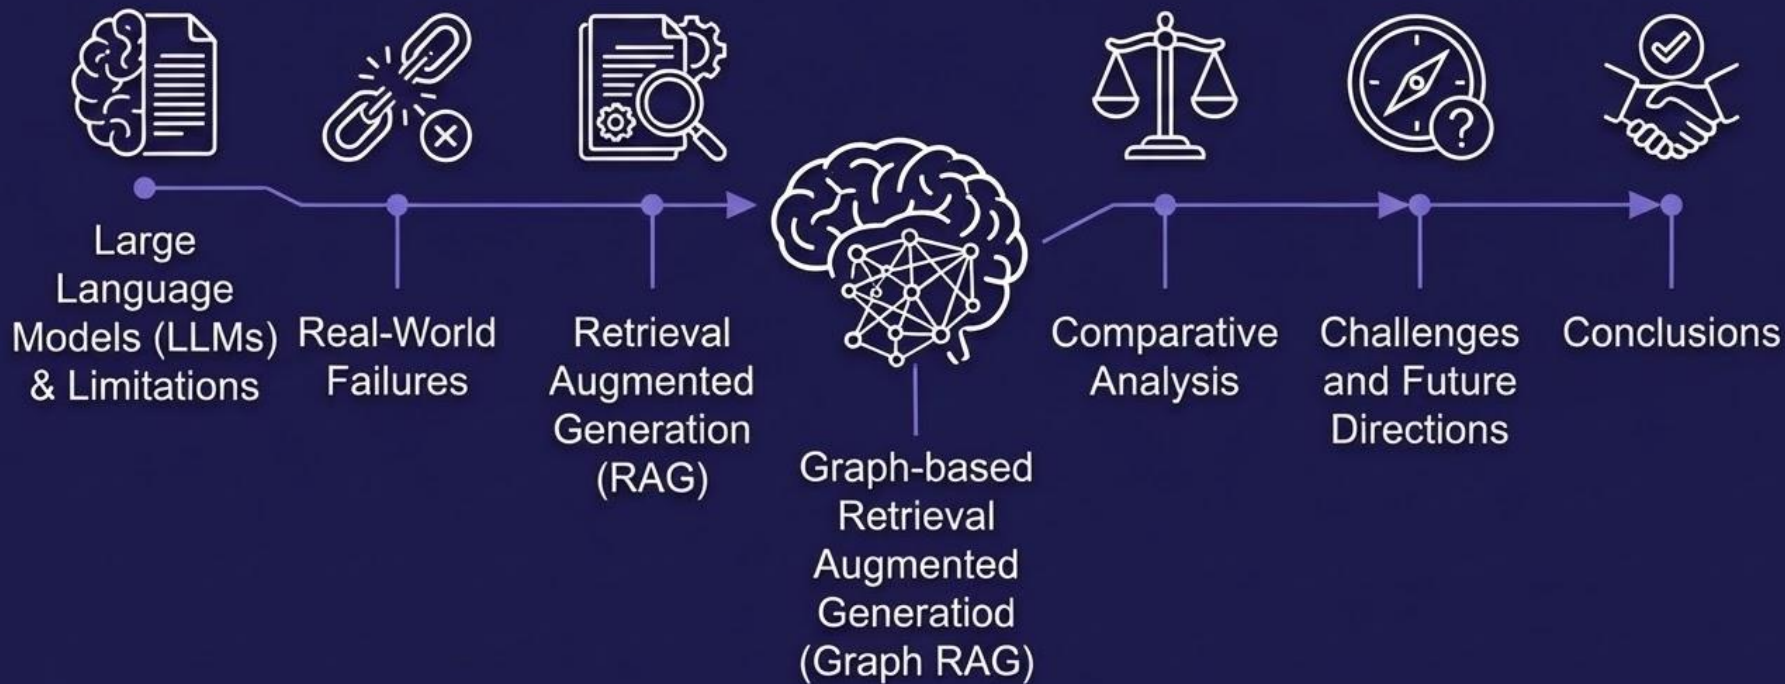 Large
Language
Models (LLMs)
& Limitations
Real-World
Failures
Retrieval
Augmented
Generation
(RAG)
Graph-based
Retrieval
Augmented
Generatiod
(Graph RAG)
Comparative
Analysis
Challenges
and Future
Directions
Conclusions
?